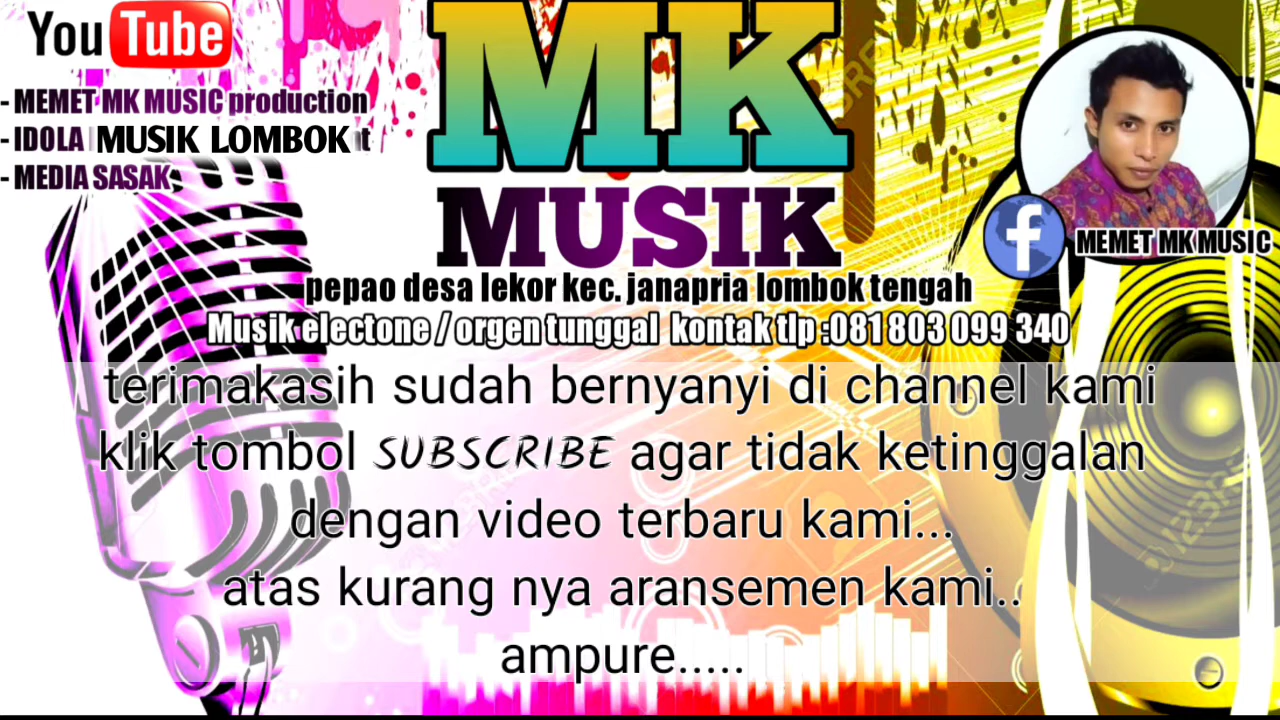 You Tube
- MEMET MK MUSIC production
- IDOLA MUSIK LOMBOK
- MEDIA SASAK
MK
MUSIK
MEMET MK MUSIC
pepao desa lekor kec. janapria lombok tengah
Musik electone / orgen tunggal kontak tlp :081 803 099 340
terimakasih sudah bernyanyi di channel kami
klik tombol SUBSCRIBE agar tidak ketinggalan
dengan video terbaru kami...
atas kurang nya aransemen kami..
ampure.....